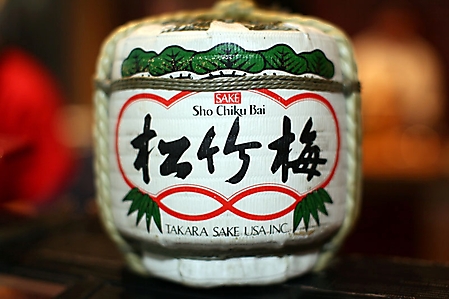 SAKE
Sho Chiku Bai
松竹梅
TAKARA SAKE USA.INC.